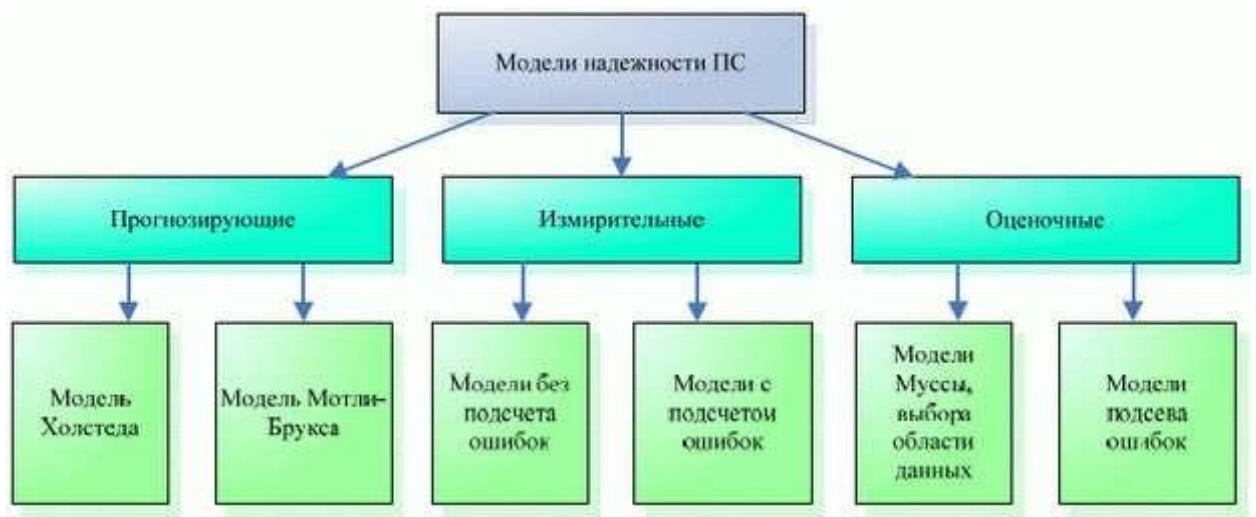 Модели надежности ПС
Прогнозирующие
Измирительные
Оценочные
Модель
Холстеда
Модель Мотли–
Брукса
Модели без
подсчета
ошибок
Модели с
подсчетом
ошибок
Модели
Муссы,
выбора
области
данных
Модели
подсева
ошибок